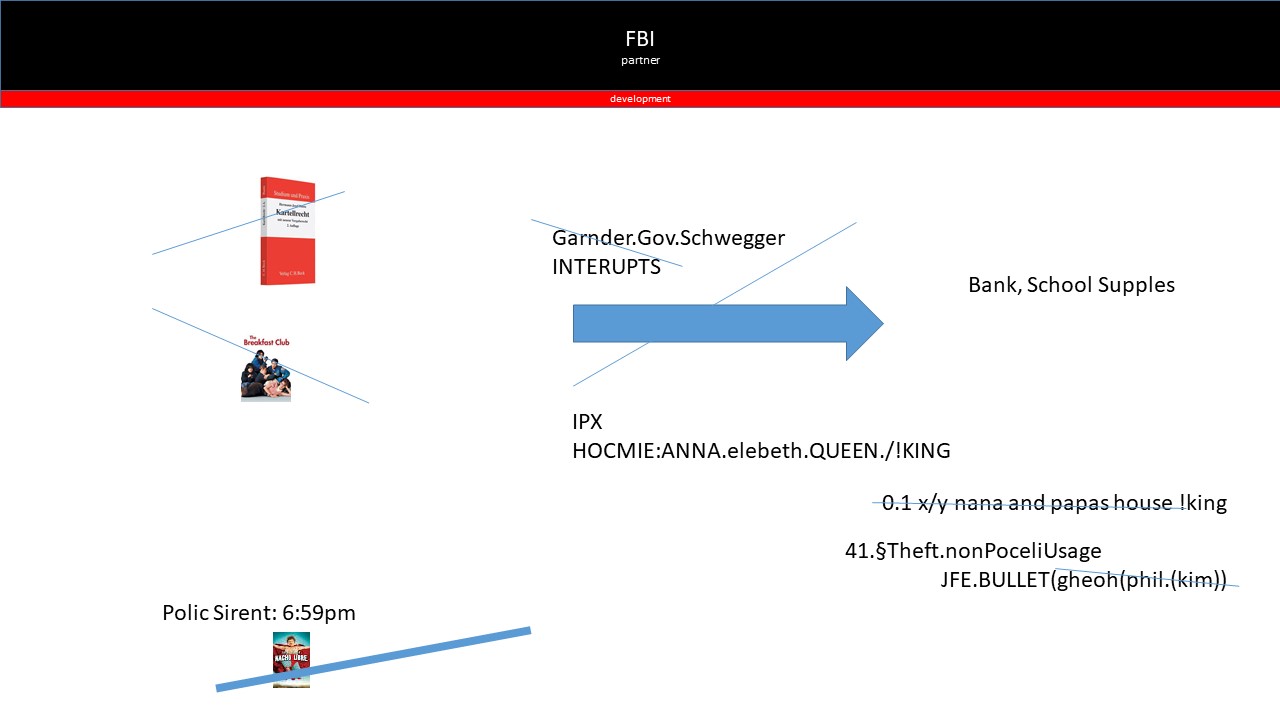 FBI
partner
development
Studium und Praxis
Kartellrecht
Verlag C.H.Beck
The
Breakfast Club
Garnder.Gov.Schwegger
INTERUPTS
Bank, School Supples
IPX
HOCMIE:ANNA.elebeth.QUEEN./!KING
0.1 x/y nana and papas house !king
41.§Theft.nonPoceliUsage
JFE.BULLET(gheoh(phil.(kim))
Polic Sirent: 6:59pm
NACHO LIBRE